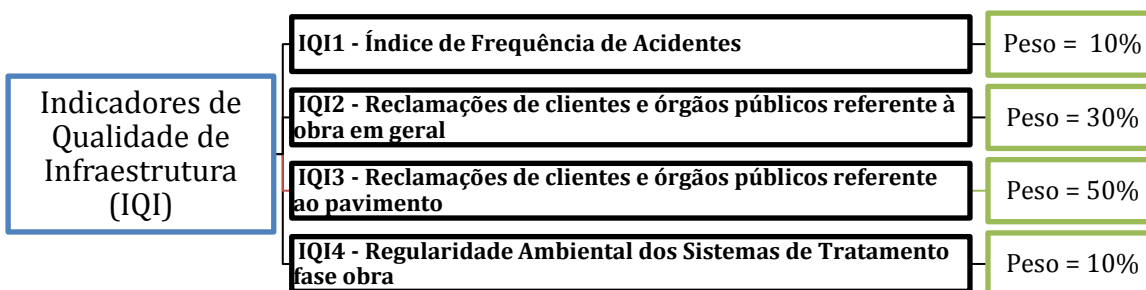 Indicadores de
Qualidade de
Infraestrutura
(IQI)
IQI1 - Índice de Frequência de Acidentes
Peso = 10%
IQI2 - Reclamações de clientes e órgãos públicos referente à
obra em geral
Peso = 30%
IQI3 - Reclamações de clientes e órgãos públicos referente
ao pavimento
Peso = 50%
IQI4 - Regularidade Ambiental dos Sistemas de Tratamento
fase obra
Peso = 10%